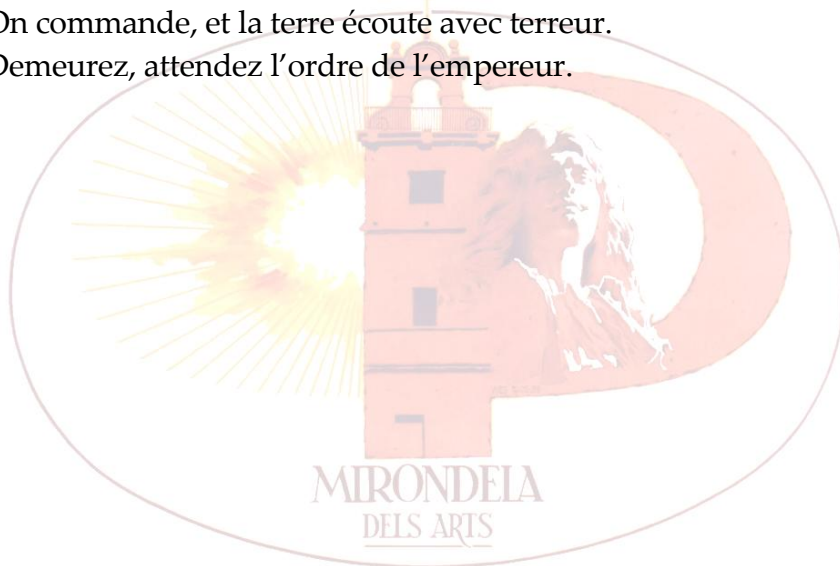 On commande, et la terre écoute avec terreur.
Demeurez, attendez l’ordre de l’empereur.
MIRONDELA
DELS ARTS